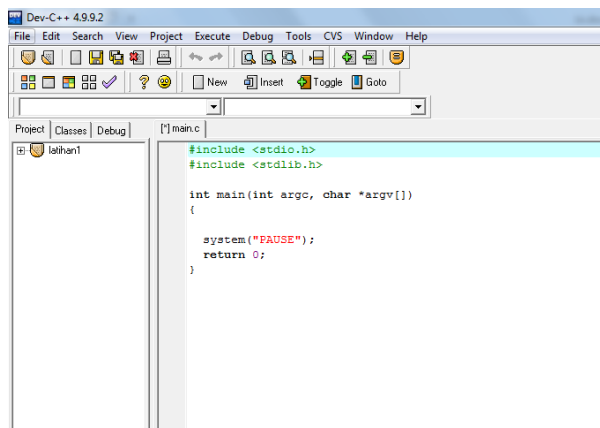 Dev-C++ 4.9.9.2
File Edit Search View Project Execute Debug Tools CVS Window Help
New Insert Toggle Goto
Project Classes Debug [*] main.c
latihan1
#include <stdio.h>
#include <stdlib.h>
int main(int argc, char *argv[])
{
system("PAUSE");
return 0;
}